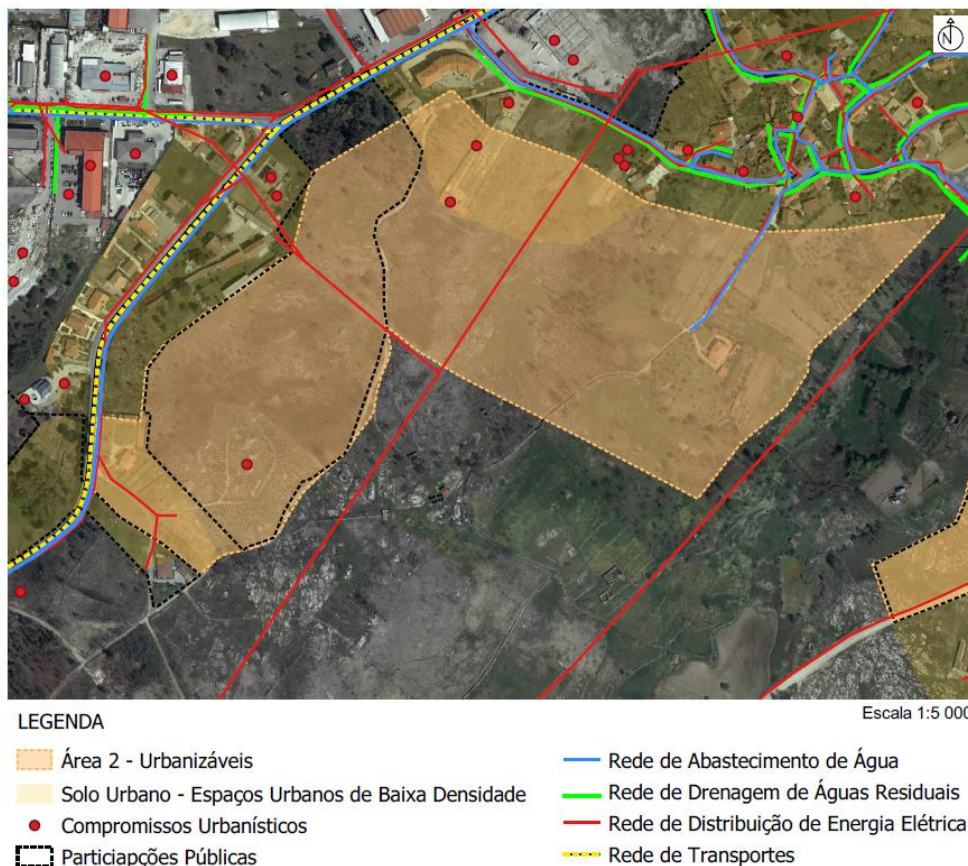 N
Escala 1:5 000
LEGENDA
Área 2 - Urbanizáveis
Solo Urbano - Espaços Urbanos de Baixa Densidade
Compromissos Urbanísticos
Particiapções Públicas
Rede de Abastecimento de Água
Rede de Drenagem de Águas Residuais
Rede de Distribuição de Energia Elétrica
Rede de Transportes